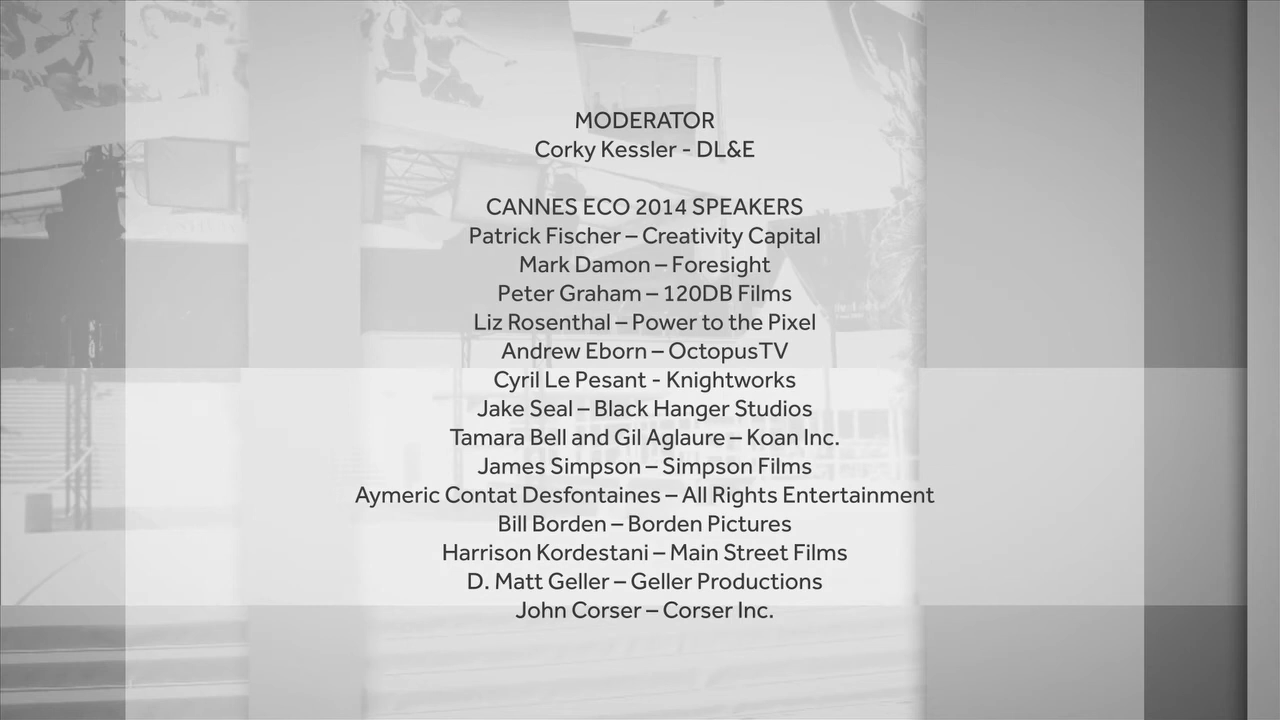 MODERATOR
Corky Kessler - DL&E
CANNES ECO 2014 SPEAKERS
Patrick Fischer – Creativity Capital
Mark Damon – Foresight
Peter Graham – 120DB Films
Liz Rosenthal – Power to the Pixel
Andrew Eborn – OctopusTV
Cyril Le Pesant - Knightworks
Jake Seal – Black Hanger Studios
Tamara Bell and Gil Aglaure – Koan Inc.
James Simpson – Simpson Films
Aymeric Contat Desfontaines – All Rights Entertainment
Bill Borden – Borden Pictures
Harrison Kordestani – Main Street Films
D. Matt Geller – Geller Productions
John Corser – Corser Inc.